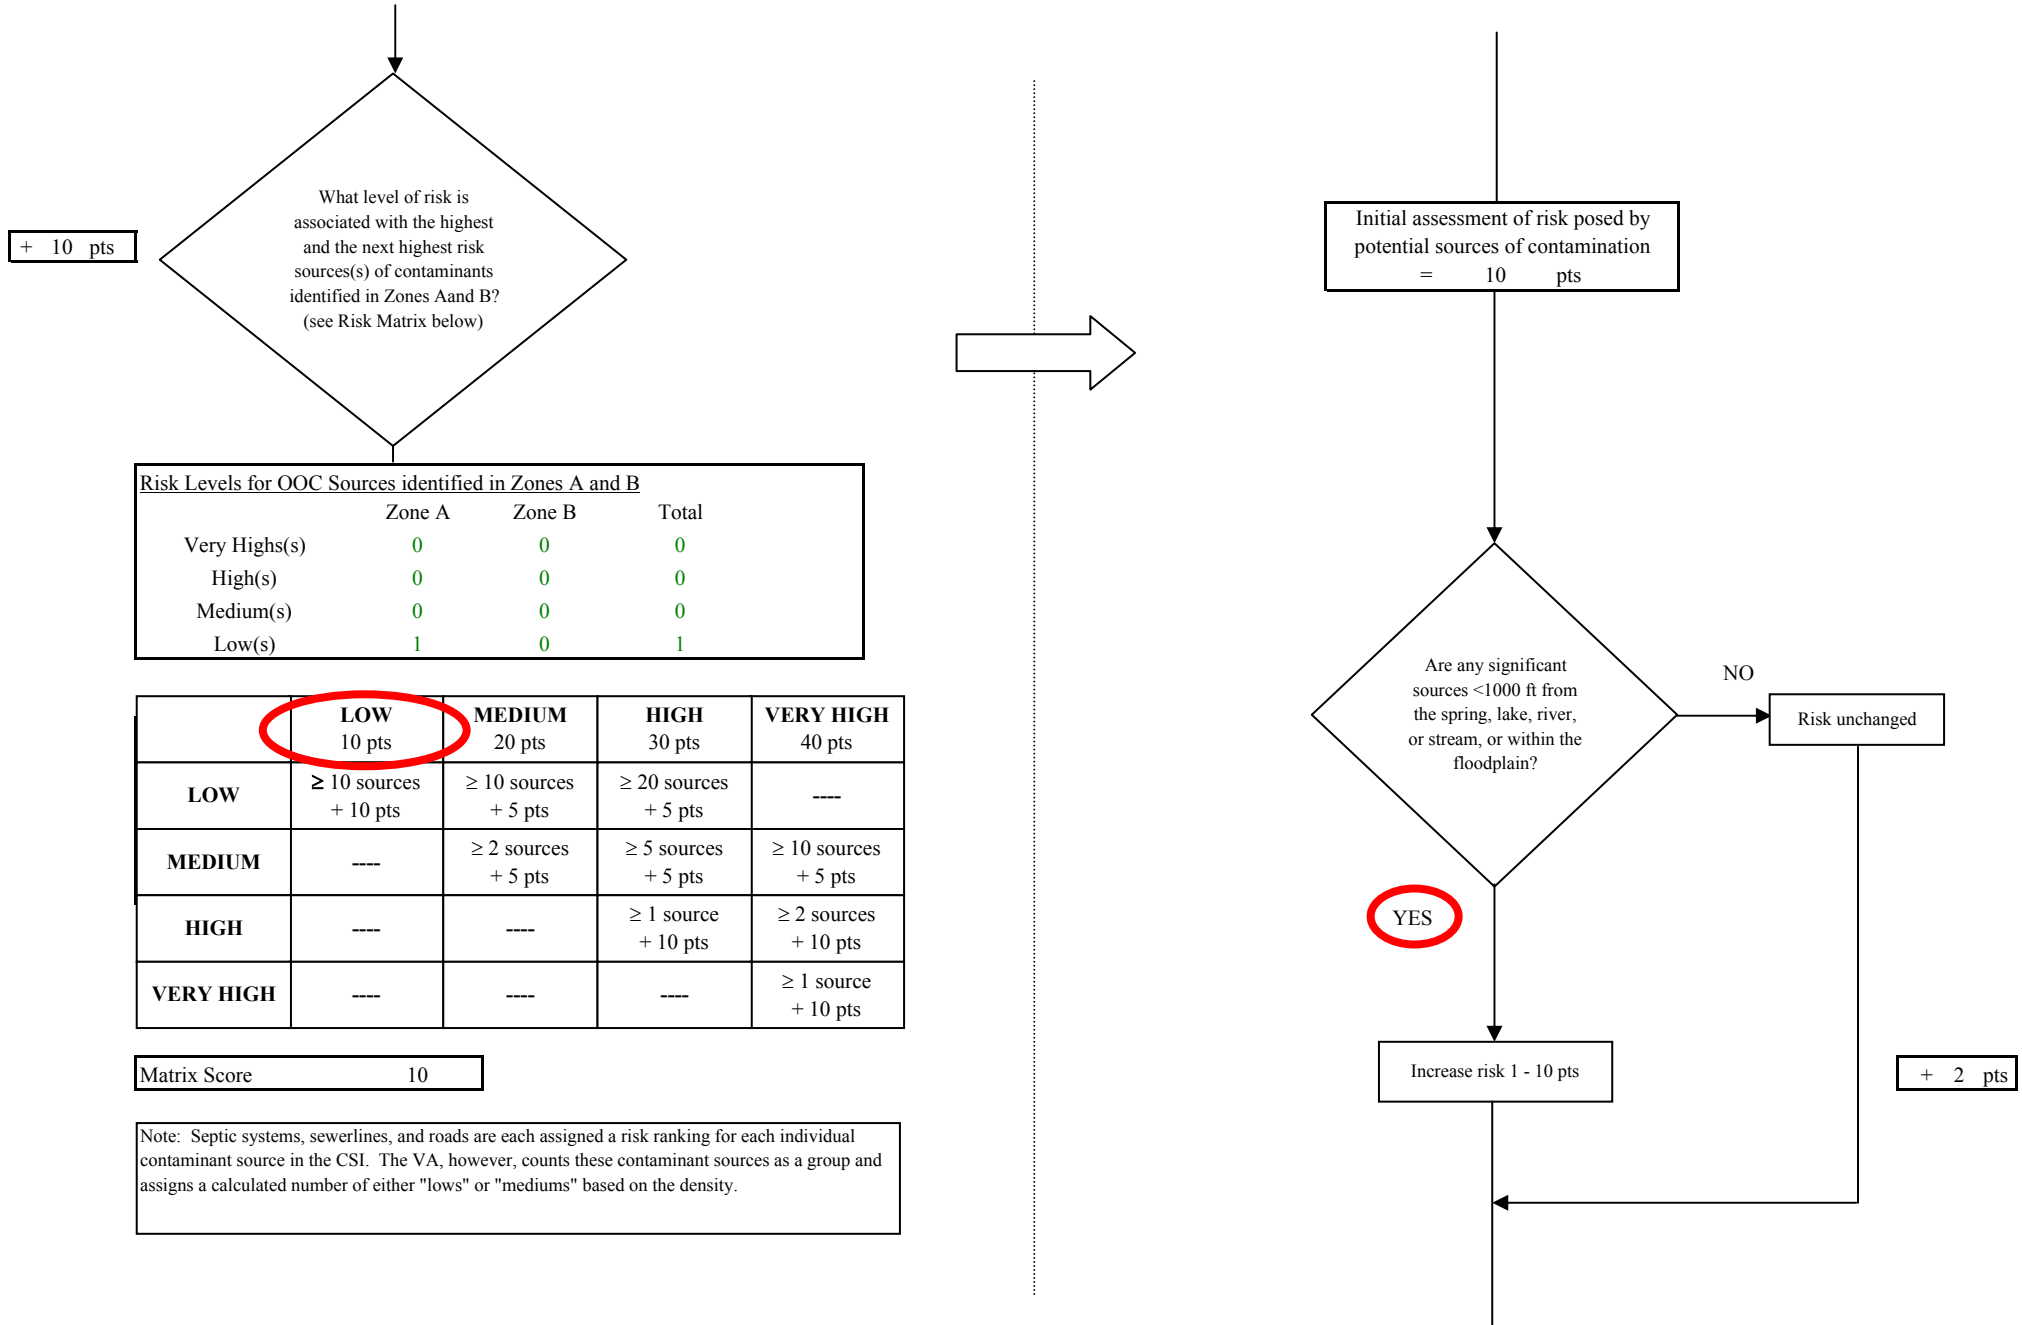 What level of risk is
associated with the highest
and the next highest risk
sources(s) of contaminants
identified in Zones Aand B?
(see Risk Matrix below)
+ 10 pts
Risk Levels for OOC Sources identified in Zones A and B
Zone A Zone B Total
Very Highs(s) 0 0 0
High(s) 0 0 0
Medium(s) 0 0 0
Low(s) 1 0 1
LOW MEDIUM HIGH VERY HIGH
10 pts 20 pts 30 pts 40 pts
LOW ≥ 10 sources ≥ 10 sources ≥ 20 sources ----
+ 10 pts + 5 pts + 5 pts
MEDIUM ---- ≥ 2 sources ≥ 5 sources ≥ 10 sources
+ 5 pts + 5 pts + 5 pts
HIGH ---- ---- ≥ 1 source ≥ 2 sources
+ 10 pts + 10 pts
VERY HIGH ---- ---- ---- ≥ 1 source
+ 10 pts
Matrix Score 10
Note: Septic systems, sewerlines, and roads are each assigned a risk ranking for each individual
contaminant source in the CSI. The VA, however, counts these contaminant sources as a group and
assigns a calculated number of either "lows" or "mediums" based on the density.
Initial assessment of risk posed by
potential sources of contamination
= 10 pts
Are any significant
sources <1000 ft from
the spring, lake, river,
or stream, or within the
floodplain?
NO
Risk unchanged
YES
Increase risk 1 - 10 pts
+ 2 pts